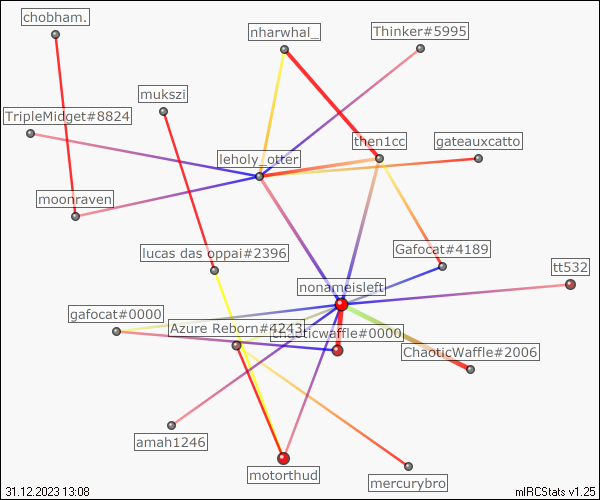 chobham.
nharwhal_
Thinker#5995
mukszi
TripleMidget#8824
then1cc
gateauxcatto
leholy_otter
moonraven
lucas das oppai#2396
Gafocat#4189
tt532
nonameisleft
gafocat#0000
Azure Reborn#4243
chaoticwaffle#0000
ChaoticWaffle#2006
amah1246
motorthud
mercurybro
31.12.2023 13:08
mIRCStats v1.25